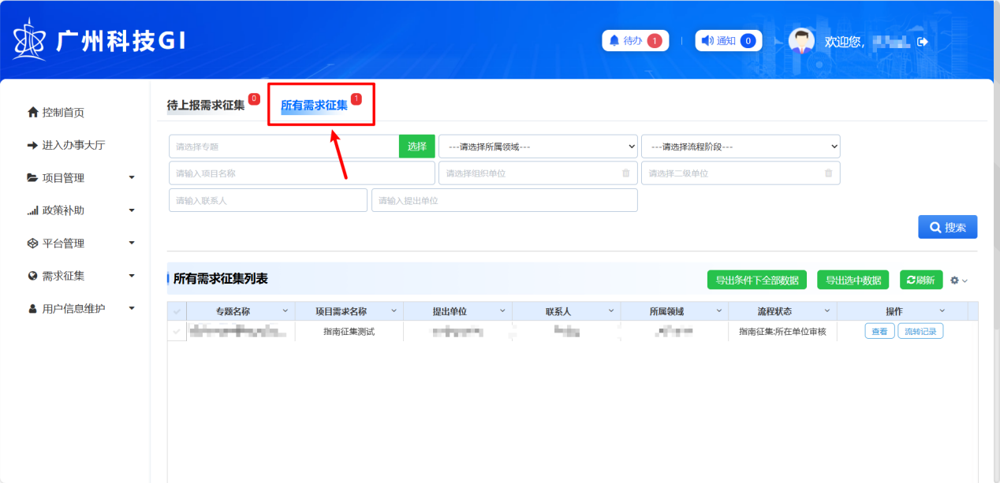 广州科技GI
待办 1
通知 0
欢迎您,
控制首页
进入办事大厅
项目管理
政策补助
平台管理
需求征集
用户信息维护
待上报需求征集 0
所有需求征集 1
请选择专题 选择 ---请选择所属领域--- ---请选择流程阶段---
请输入项目名称 请选择组织单位 请选择二级单位
请输入联系人 请输入提出单位
搜索
所有需求征集列表 导出条件下全部数据 导出选中数据 刷新
专题名称 项目需求名称 提出单位 联系人 所属领域 流程状态 操作
指南征集测试 指南征集:所在单位审核 查看 流转记录